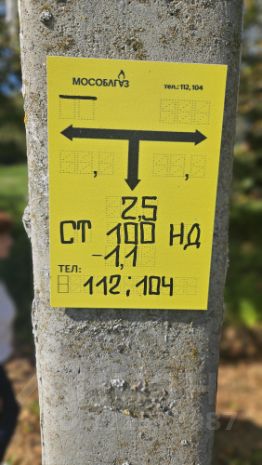 МОСОБЛГАЗ
тел.: 112, 104
2,5
СТ 100 НД
-1,1
ТЕЛ:
112; 104